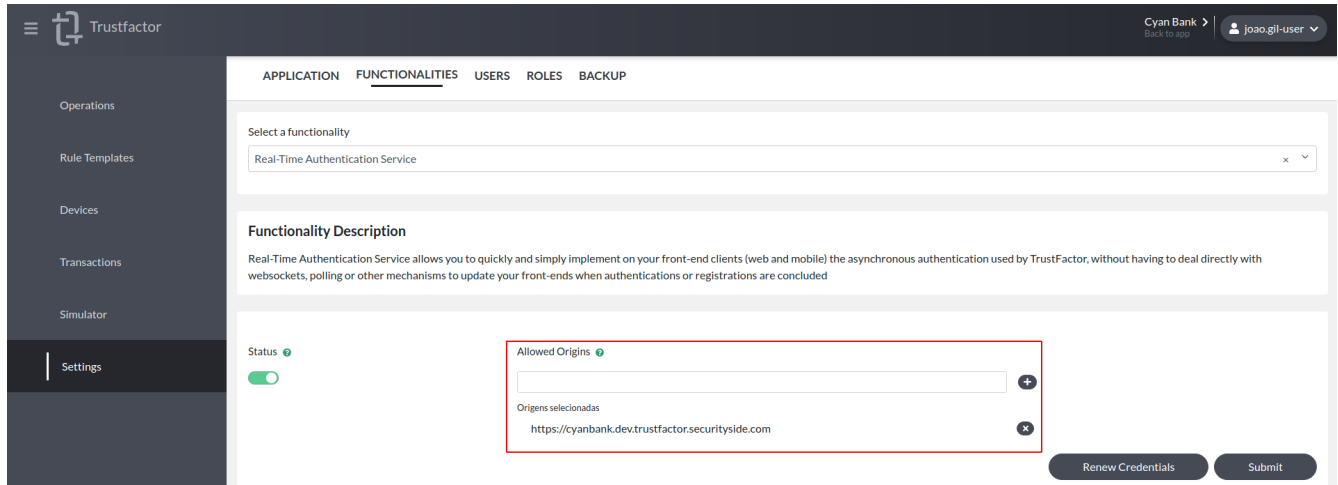 Trustfactor
Cyan Bank
Back to app
joao.gil-user
APPLICATION FUNCTIONALITIES USERS ROLES BACKUP
Operations
Rule Templates
Devices
Transactions
Simulator
Settings
Select a functionality
Real-Time Authentication Service
Functionality Description
Real-Time Authentication Service allows you to quickly and simply implement on your front-end clients (web and mobile) the asynchronous authentication used by TrustFactor, without having to deal directly with
websockets, polling or other mechanisms to update your front-ends when authentications or registrations are concluded
Status
Allowed Origins
Origens selecionadas
https://cyanbank.dev.trustfactor.securityside.com
Renew Credentials
Submit